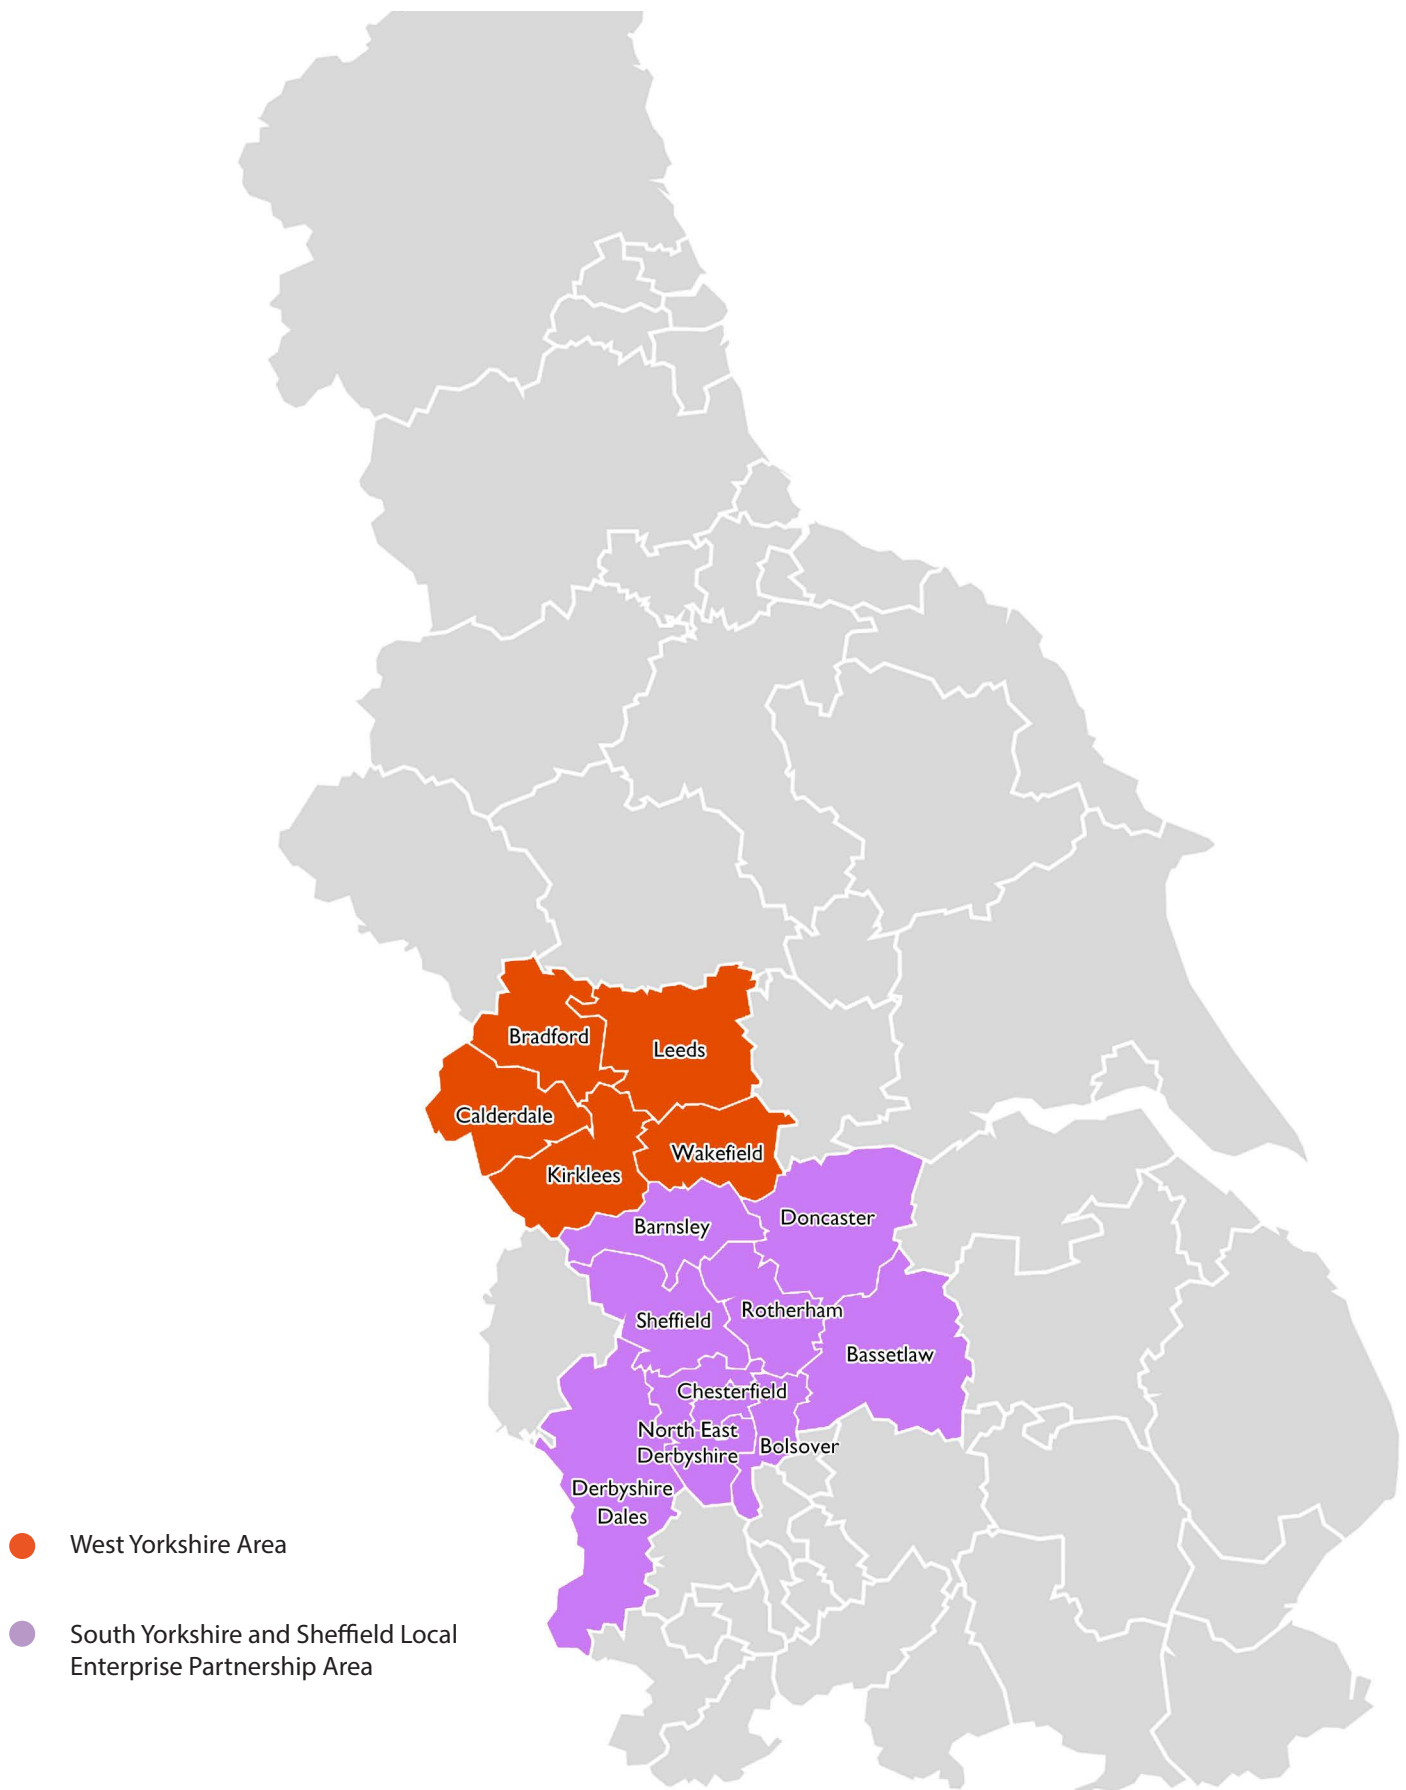 Bradford
Leeds
Calderdale
Wakefield
Kirklees
Doncaster
Barnsley
Rotherham
Sheffield
Bassetlaw
Chesterfield
North East
Derbyshire
Bolsover
Derbyshire
Dales
West Yorkshire Area
South Yorkshire and Sheffield Local
Enterprise Partnership Area